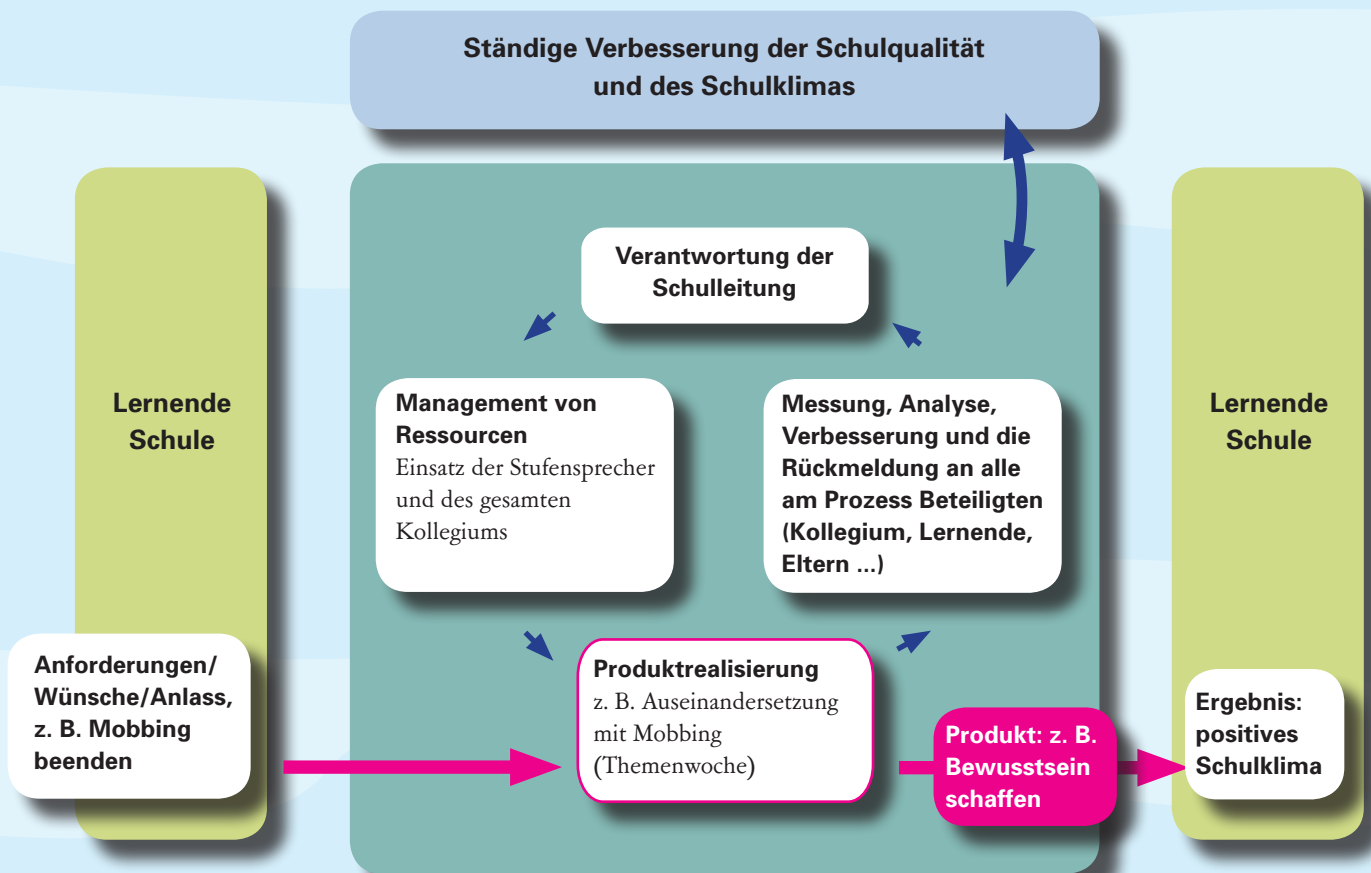 Ständige Verbesserung der Schulqualität
und des Schulklimas
Verantwortung der
Schulleitung
Lernende
Schule
Management von
Ressourcen
Einsatz der Stufensprecher
und des gesamten
Kollegiums
Messung, Analyse,
Verbesserung und die
Rückmeldung an alle
am Prozess Beteiligten
(Kollegium, Lernende,
Eltern ...)
Lernende
Schule
Anforderungen/
Wünsche/Anlass,
z. B. Mobbing
beenden
Produktrealisierung
z. B. Auseinandersetzung
mit Mobbing
(Themenwoche)
Produkt: z. B.
Bewusstsein
schaffen
Ergebnis:
positives
Schulklima